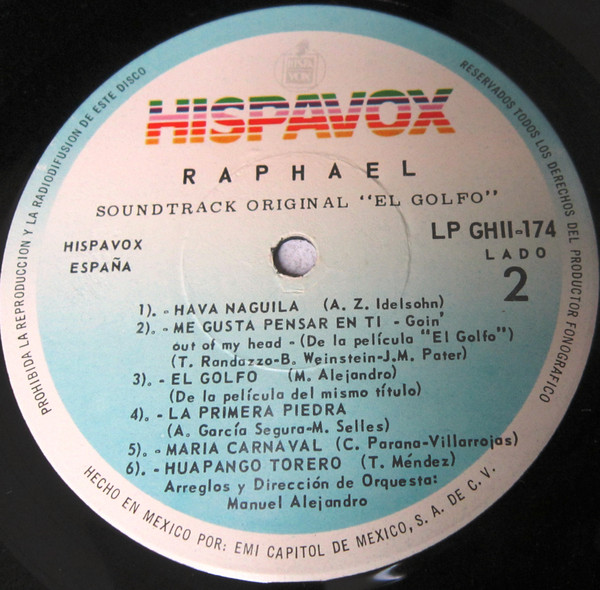 HISPAVOX
RAPHAEL
SOUNDTRACK ORIGINAL "EL GOLFO"
HISPAVOX
ESPAÑA
LP GHII-174
LADO
2
1). - HAVA NAGUILA (A. Z. Idelsohn)
2). - ME GUSTA PENSAR EN TI - Goin'
out of my head - (De la película "El Golfo")
(T. Randazzo-B. Weinstein-J.M. Pater)
3). - EL GOLFO (M. Alejandro)
(De la película del mismo título)
4). - LA PRIMERA PIEDRA
(A. García Segura-M. Selles)
5). - MARIA CARNAVAL (C. Parana-Villarrojas)
6). - HUAPANGO TORERO (T. Méndez)
Arreglos y Dirección de Orquesta:
Manuel Alejandro
PROHIBIDA LA REPRODUCCION Y LA RADIODIFUSION DE ESTE DISCO
RESERVADOS TODOS LOS DERECHOS DEL PRODUCTOR FONOGRAFICO
HECHO EN MEXICO POR: EMI CAPITOL DE MEXICO, S. A. DE C. V.